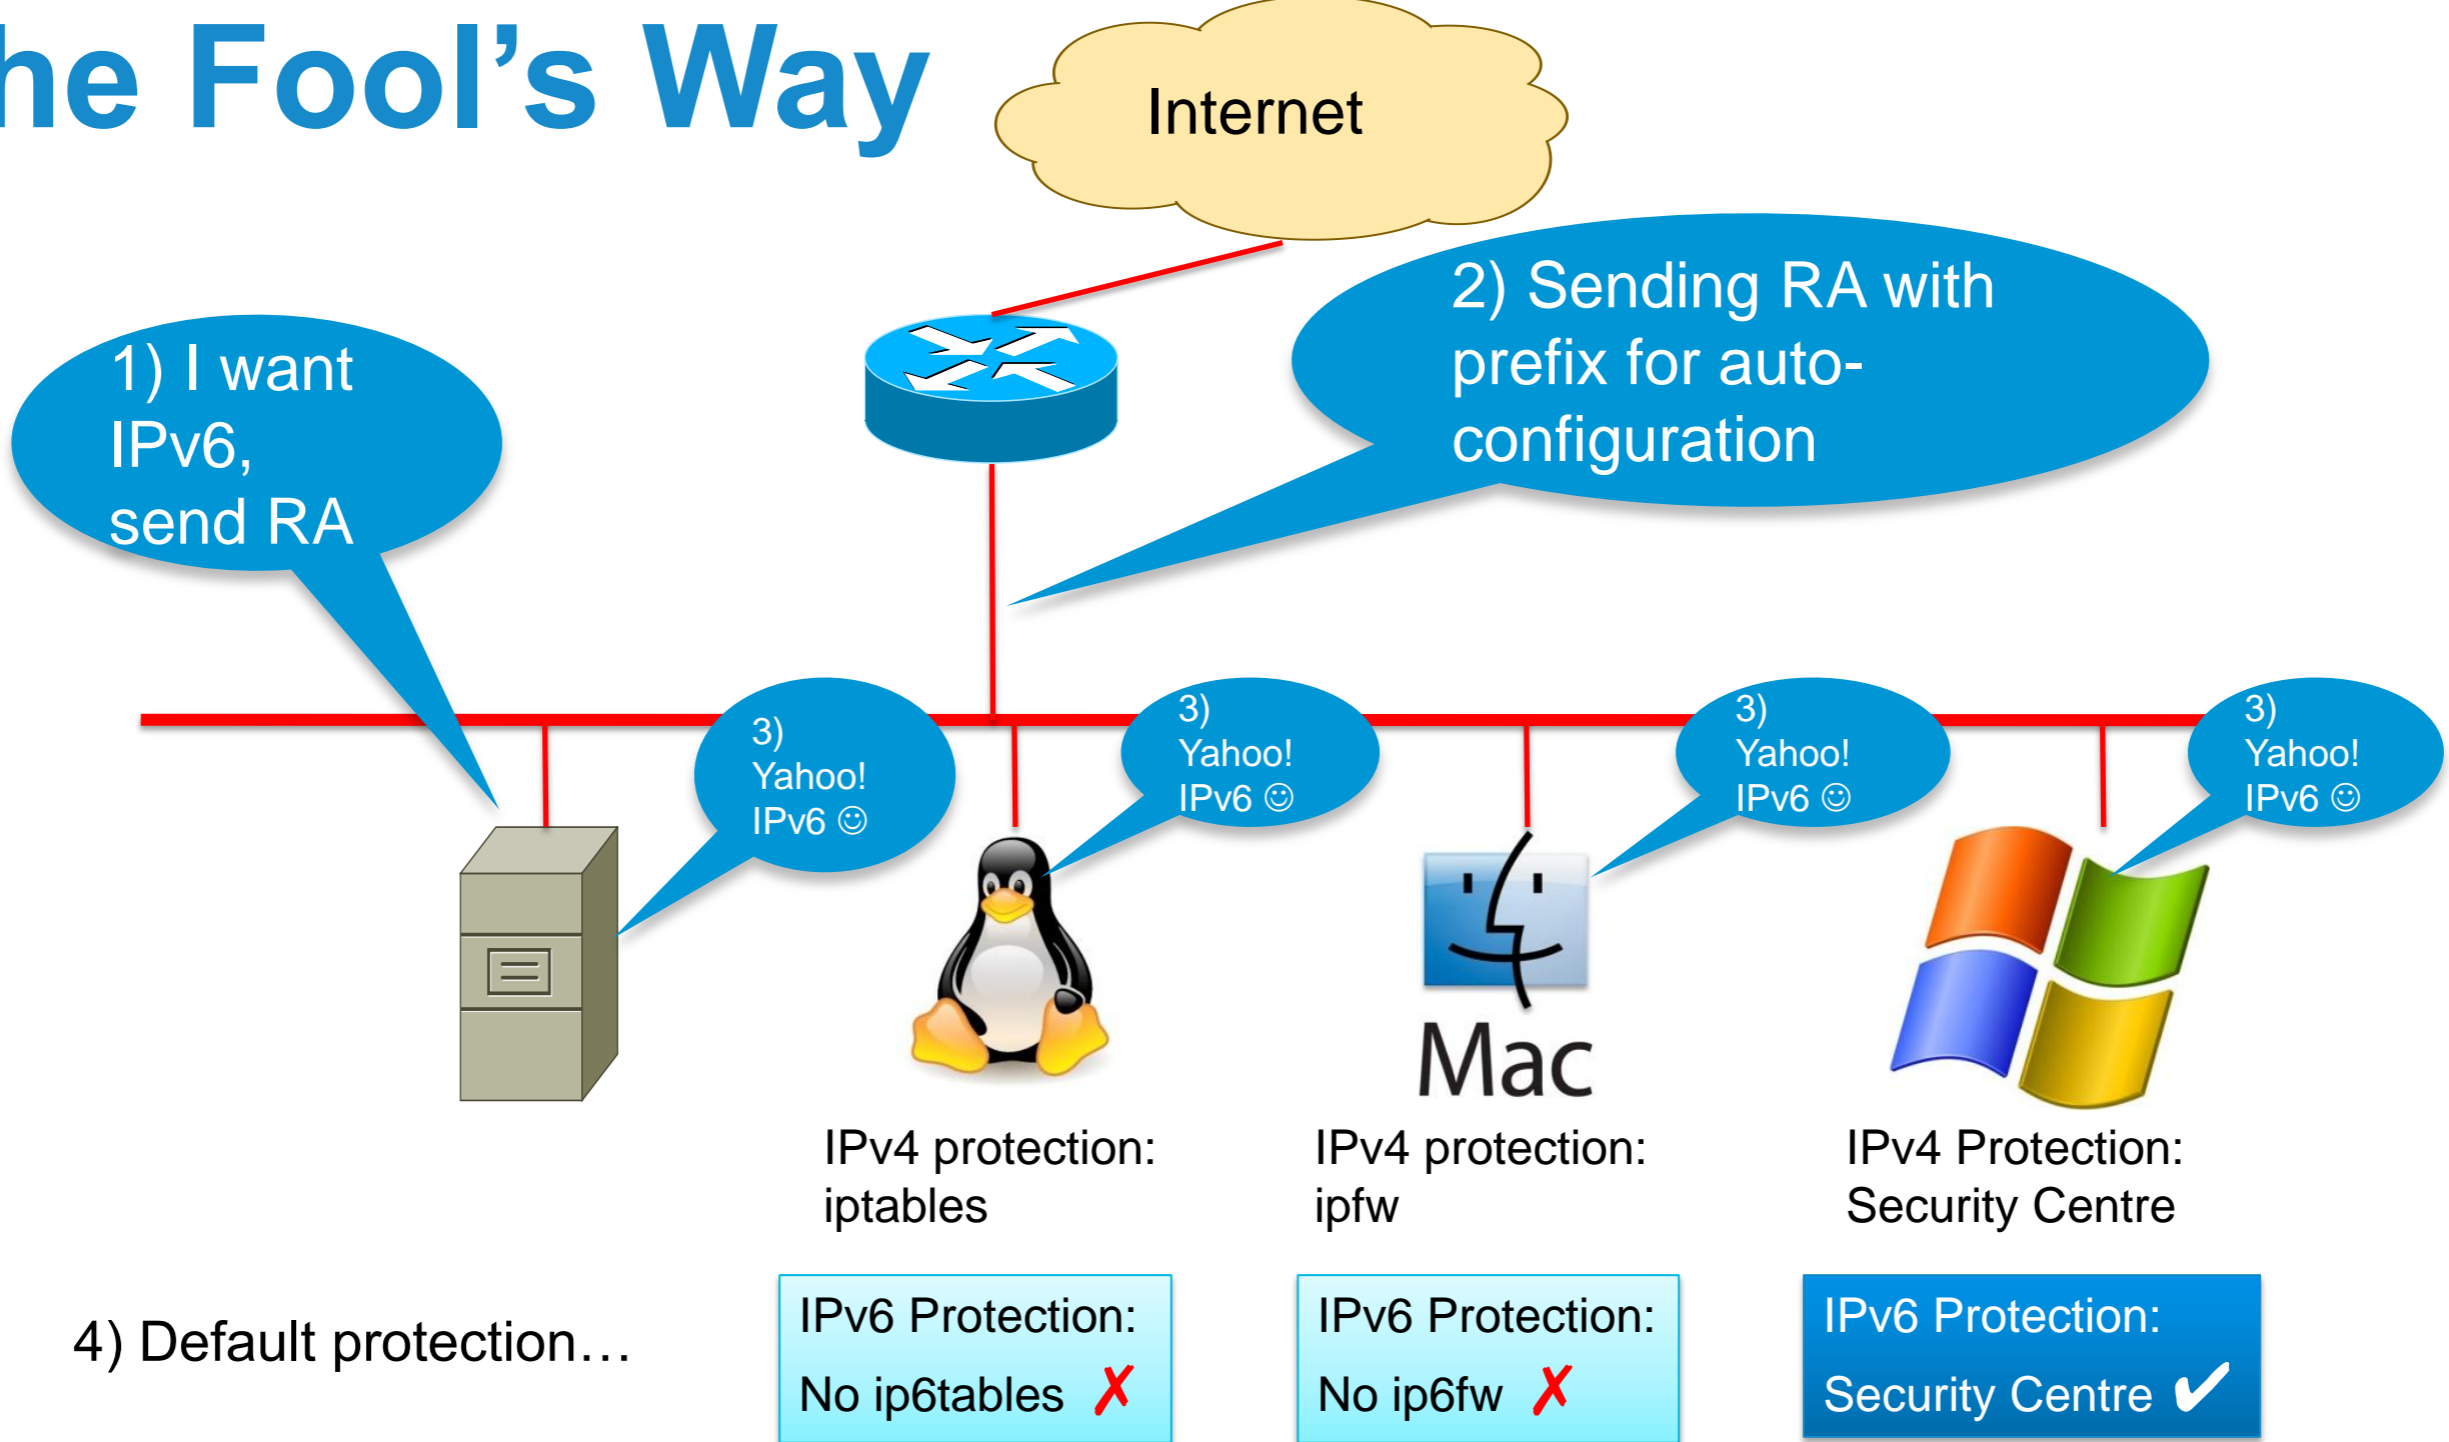 he Fool's Way
Internet
1) I want
IPv6,
send RA
2) Sending RA with
prefix for auto-
configuration
3)
Yahoo!
IPv6 ☺
3)
Yahoo!
IPv6 ☺
3)
Yahoo!
IPv6 ☺
3)
Yahoo!
IPv6 ☺
Mac
IPv4 protection:
iptables
IPv4 protection:
ipfw
IPv4 Protection:
Security Centre
4) Default protection…
IPv6 Protection:
No ip6tables ✗
IPv6 Protection:
No ip6fw ✗
IPv6 Protection:
Security Centre ✔